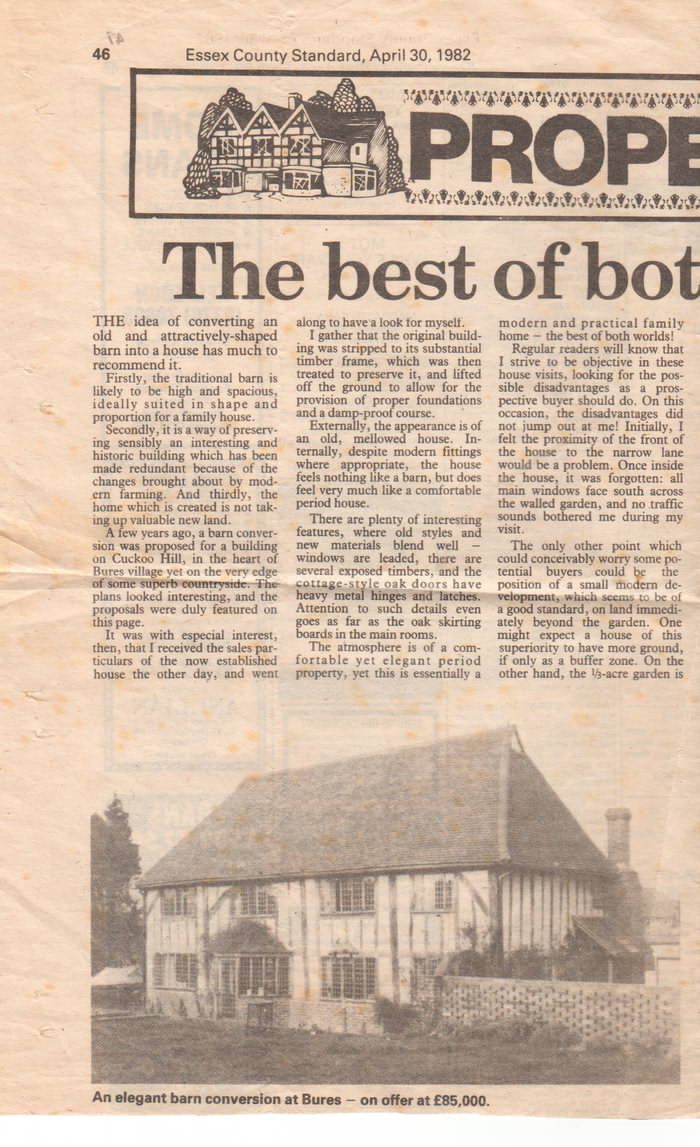 46
Essex County Standard, April 30, 1982
PROPE
The best of bot
THE idea of converting an
old and attractively-shaped
barn into a house has much to
recommend it.
Firstly, the traditional barn is
likely to be high and spacious,
ideally suited in shape and
proportion for a family house.
Secondly, it is a way of preserv-
ing sensibly an interesting and
historic building which has been
made redundant because of the
changes brought about by mod-
ern farming. And thirdly, the
home which is created is not tak-
ing up valuable new land.
A few years ago, a barn conver-
sion was proposed for a building
on Cuckoo Hill, in the heart of
Bures village yet on the very edge
of some superb countryside. The
plans looked interesting, and the
proposals were duly featured on
this page.
It was with especial interest,
then, that I received the sales par-
ticulars of the now established
house the other day, and went
along to have a look for myself.
I gather that the original build-
ing was stripped to its substantial
timber frame, which was then
treated to preserve it, and lifted
off the ground to allow for the
provision of proper foundations
and a damp-proof course.
Externally, the appearance is of
an old, mellowed house. In-
ternally, despite modern fittings
where appropriate, the house
feels nothing like a barn, but does
feel very much like a comfortable
period house.
There are plenty of interesting
features, where old styles and
new materials blend well —
windows are leaded, there are
several exposed timbers, and the
cottage-style oak doors have
heavy metal hinges and latches.
Attention to such details even
goes as far as the oak skirting
boards in the main rooms.
The atmosphere is of a com-
fortable yet elegant period
property, yet this is essentially a
modern and practical family
home — the best of both worlds!
Regular readers will know that
I strive to be objective in these
house visits, looking for the pos-
sible disadvantages as a pros-
pective buyer should do. On this
occasion, the disadvantages did
not jump out at me! Initially, I
felt the proximity of the front of
the house to the narrow lane
would be a problem. Once inside
the house, it was forgotten: all
main windows face south across
the walled garden, and no traffic
sounds bothered me during my
visit.
The only other point which
could conceivably worry some po-
tential buyers could be the
position of a small modern de-
velopment, which seems to be of
a good standard, on land immedi-
ately beyond the garden. One
might expect a house of this
superiority to have more ground,
if only as a buffer zone. On the
other hand, the ⅓-acre garden is
An elegant barn conversion at Bures — on offer at £85,000.